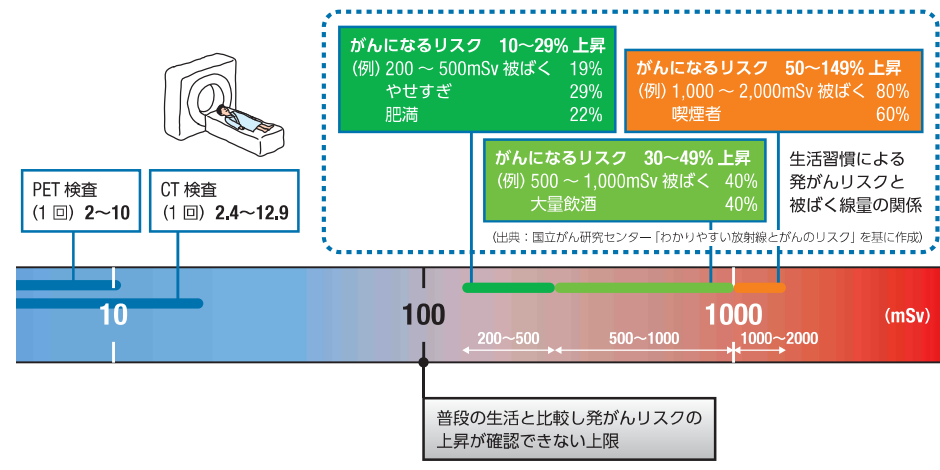 がんになるリスク 10～29% 上昇
(例) 200 ～ 500mSv 被ばく 19%
やせすぎ 29%
肥満 22%
がんになるリスク 50～149% 上昇
(例) 1,000 ～ 2,000mSv 被ばく 80%
喫煙者 60%
がんになるリスク 30～49% 上昇
(例) 500 ～ 1,000mSv 被ばく 40%
大量飲酒 40%
生活習慣による
発がんリスクと
被ばく線量の関係
(出典：国立がん研究センター「わかりやすい放射線とがんのリスク」を基に作成)
PET 検査
(1 回) 2～10
CT 検査
(1 回) 2.4～12.9
10
100
1000
(mSv)
200～500
500～1000
1000～2000
普段の生活と比較し発がんリスクの
上昇が確認できない上限